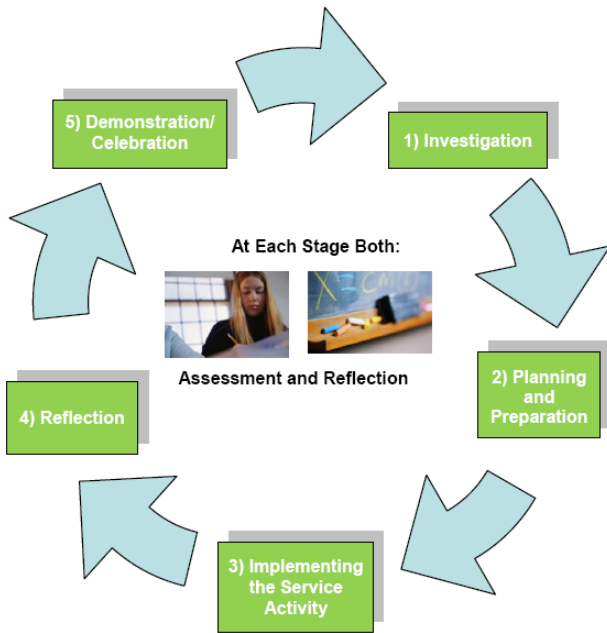 5) Demonstration/
Celebration
1) Investigation
At Each Stage Both:
Assessment and Reflection
2) Planning
and
Preparation
4) Reflection
3) Implementing
the Service
Activity